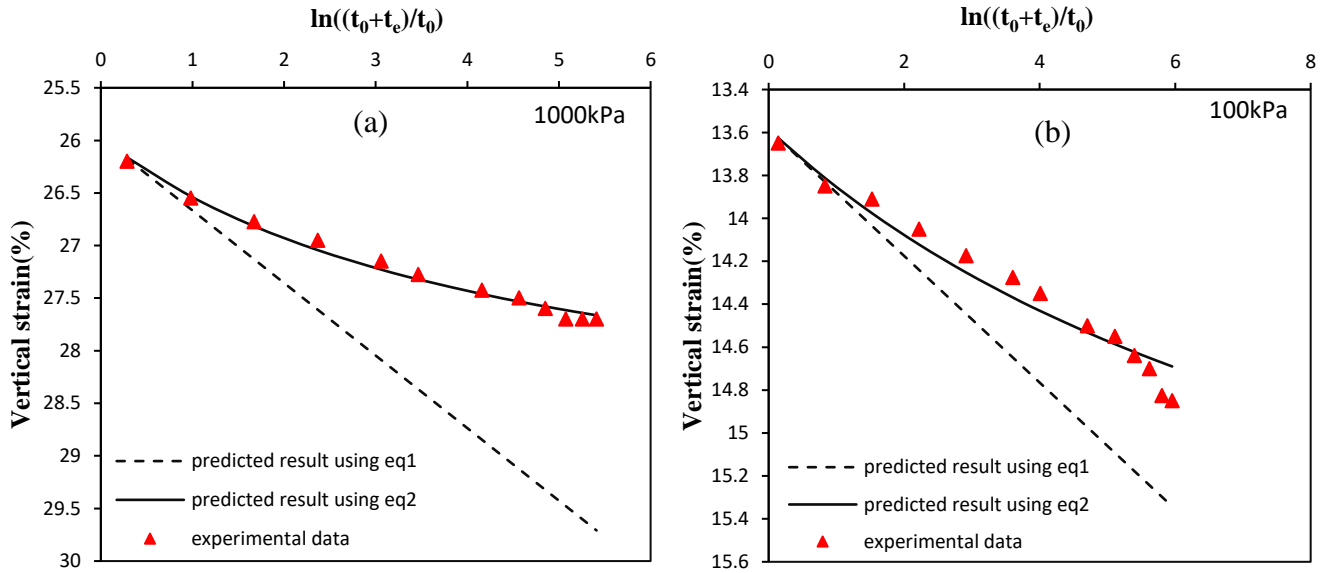 ln((t₀+tₑ)/t₀)
0 1 2 3 4 5 6
25.5
26
26.5
27
27.5
28
28.5
29
29.5
30
Vertical strain(%)
(a)
1000kPa
predicted result using eq1
predicted result using eq2
experimental data
ln((t₀+tₑ)/t₀)
0 2 4 6 8
13.4
13.6
13.8
14
14.2
14.4
14.6
14.8
15
15.2
15.4
15.6
Vertical strain(%)
(b)
100kPa
predicted result using eq1
predicted result using eq2
experimental data